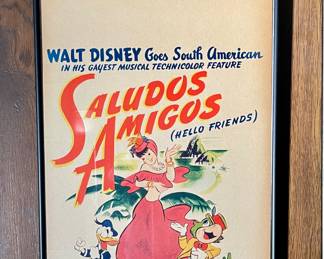 WALT DISNEY Goes South American
IN HIS GAYEST MUSICAL TECHNICOLOR FEATURE
SALUDOS
AMIGOS
(HELLO FRIENDS)